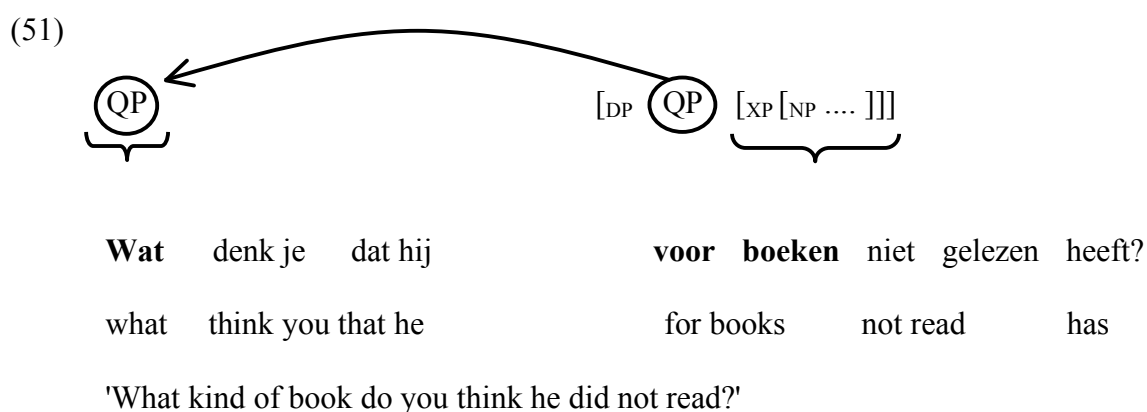 (51)
QP [DP QP [XP [NP .... ]]]
Wat denk je dat hij voor boeken niet gelezen heeft?
what think you that he for books not read has
'What kind of book do you think he did not read?'